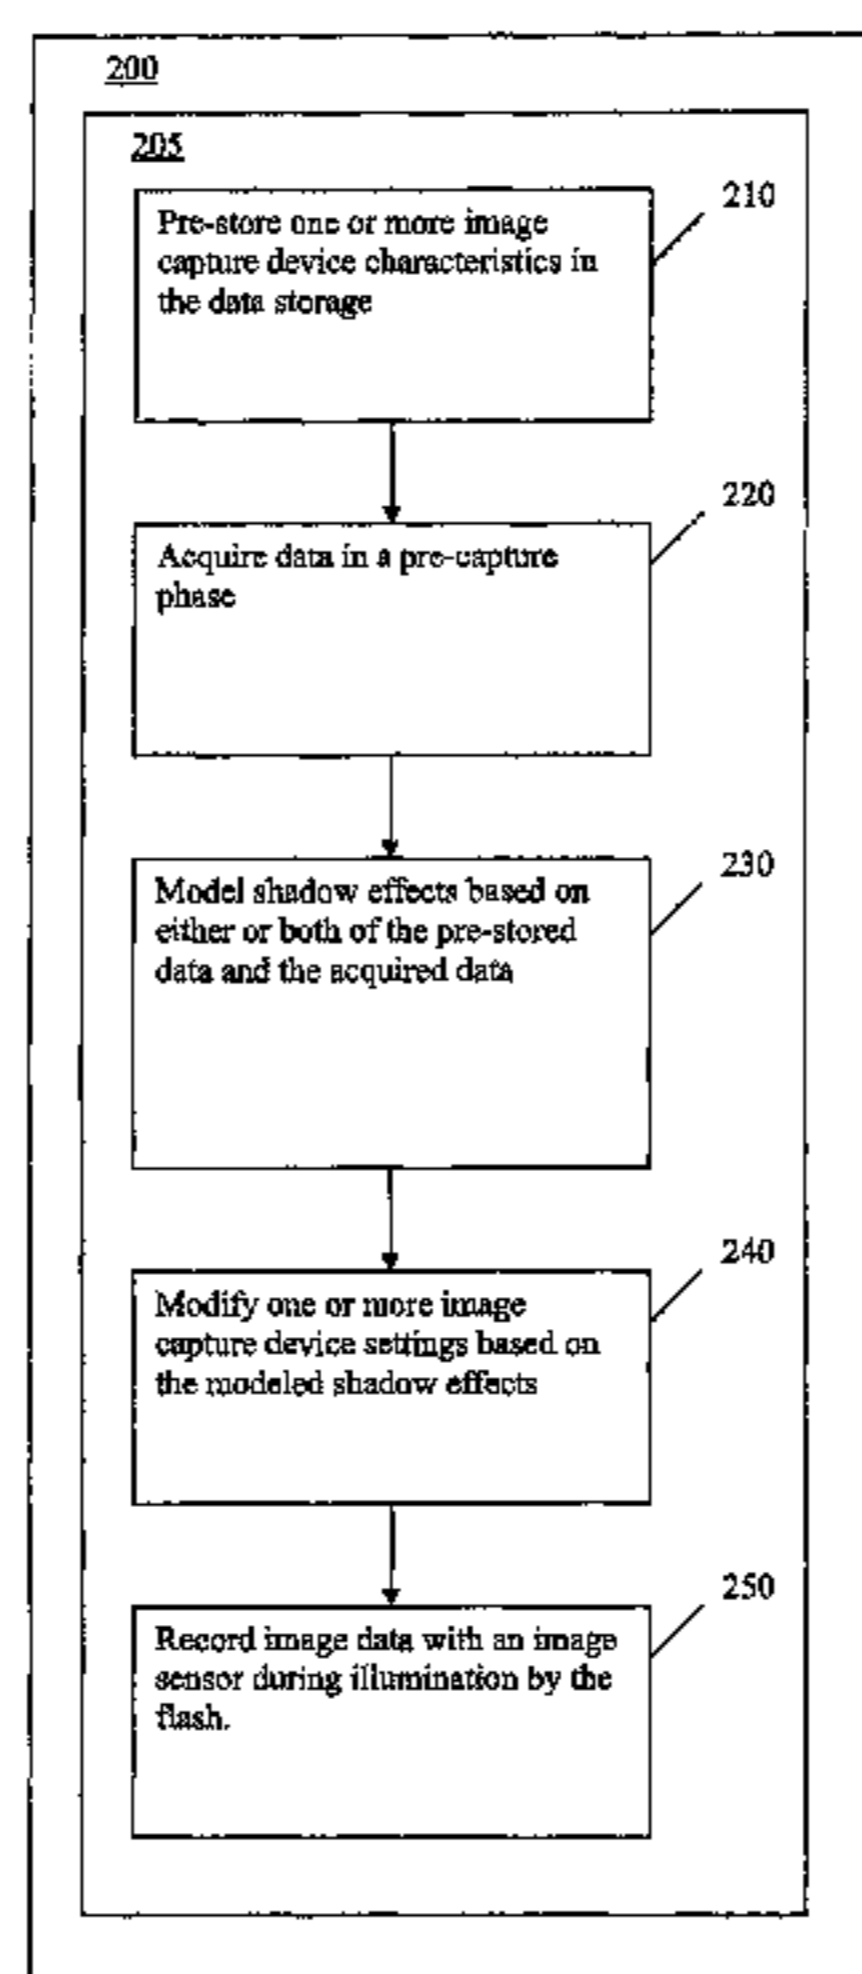 200
205
210
Pre-store one or more image
capture device characteristics in
the data storage
220
Acquire data in a pre-capture
phase
230
Model shadow effects based on
either or both of the pre-stored
data and the acquired data
240
Modify one or more image
capture device settings based on
the modeled shadow effects
250
Record image data with an image
sensor during illumination by the
flash.